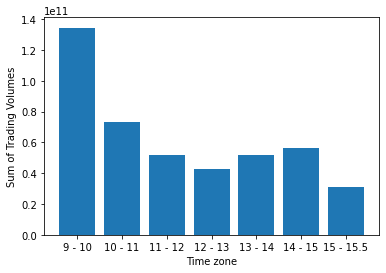 1e11
1.4
1.2
1.0
0.8
0.6
0.4
0.2
0.0
Sum of Trading Volumes
9 - 10 10 - 11 11 - 12 12 - 13 13 - 14 14 - 15 15 - 15.5
Time zone